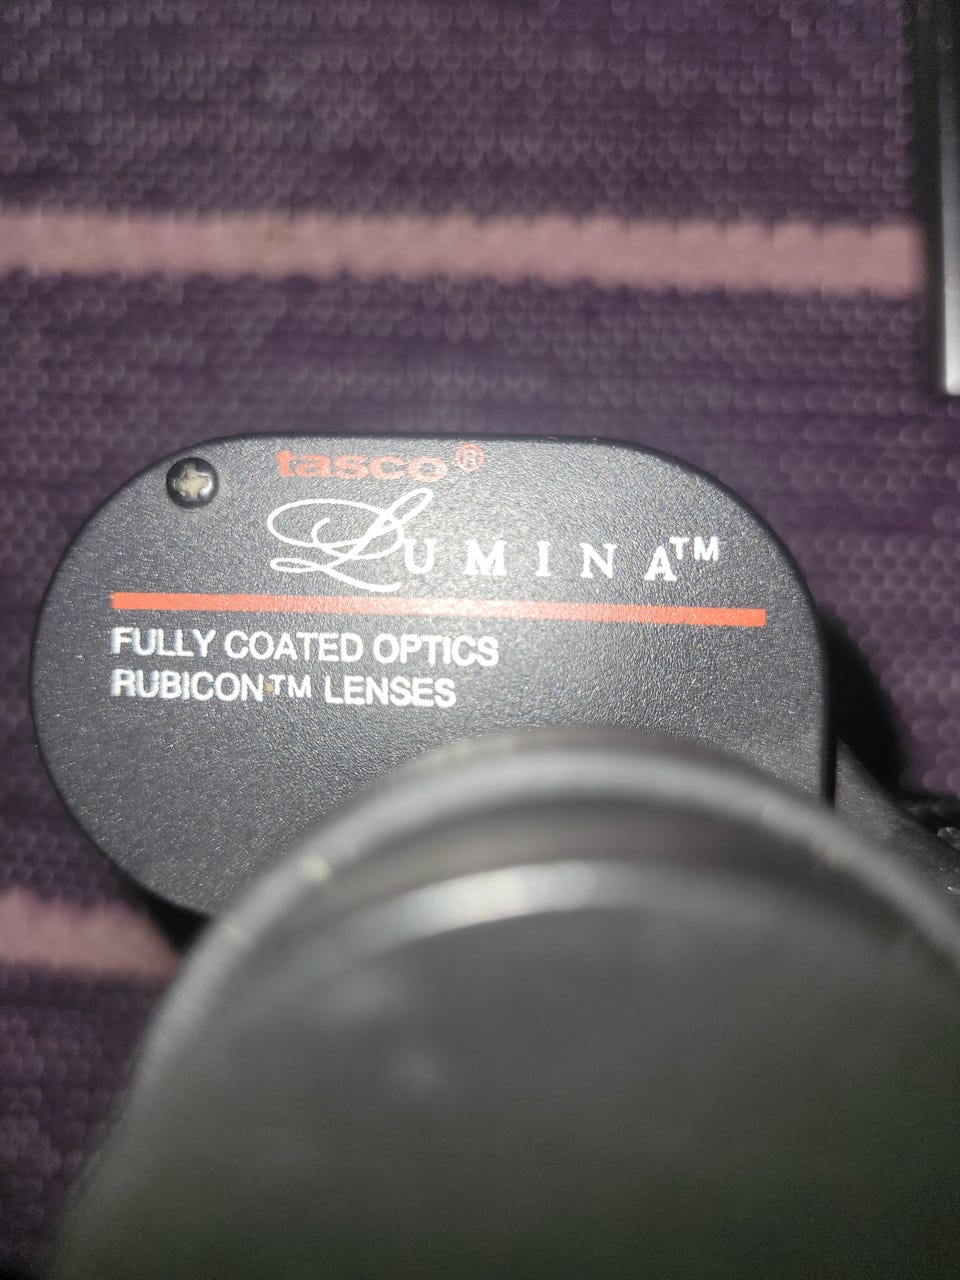 tasco®
LUMINA™
FULLY COATED OPTICS
RUBICON™ LENSES